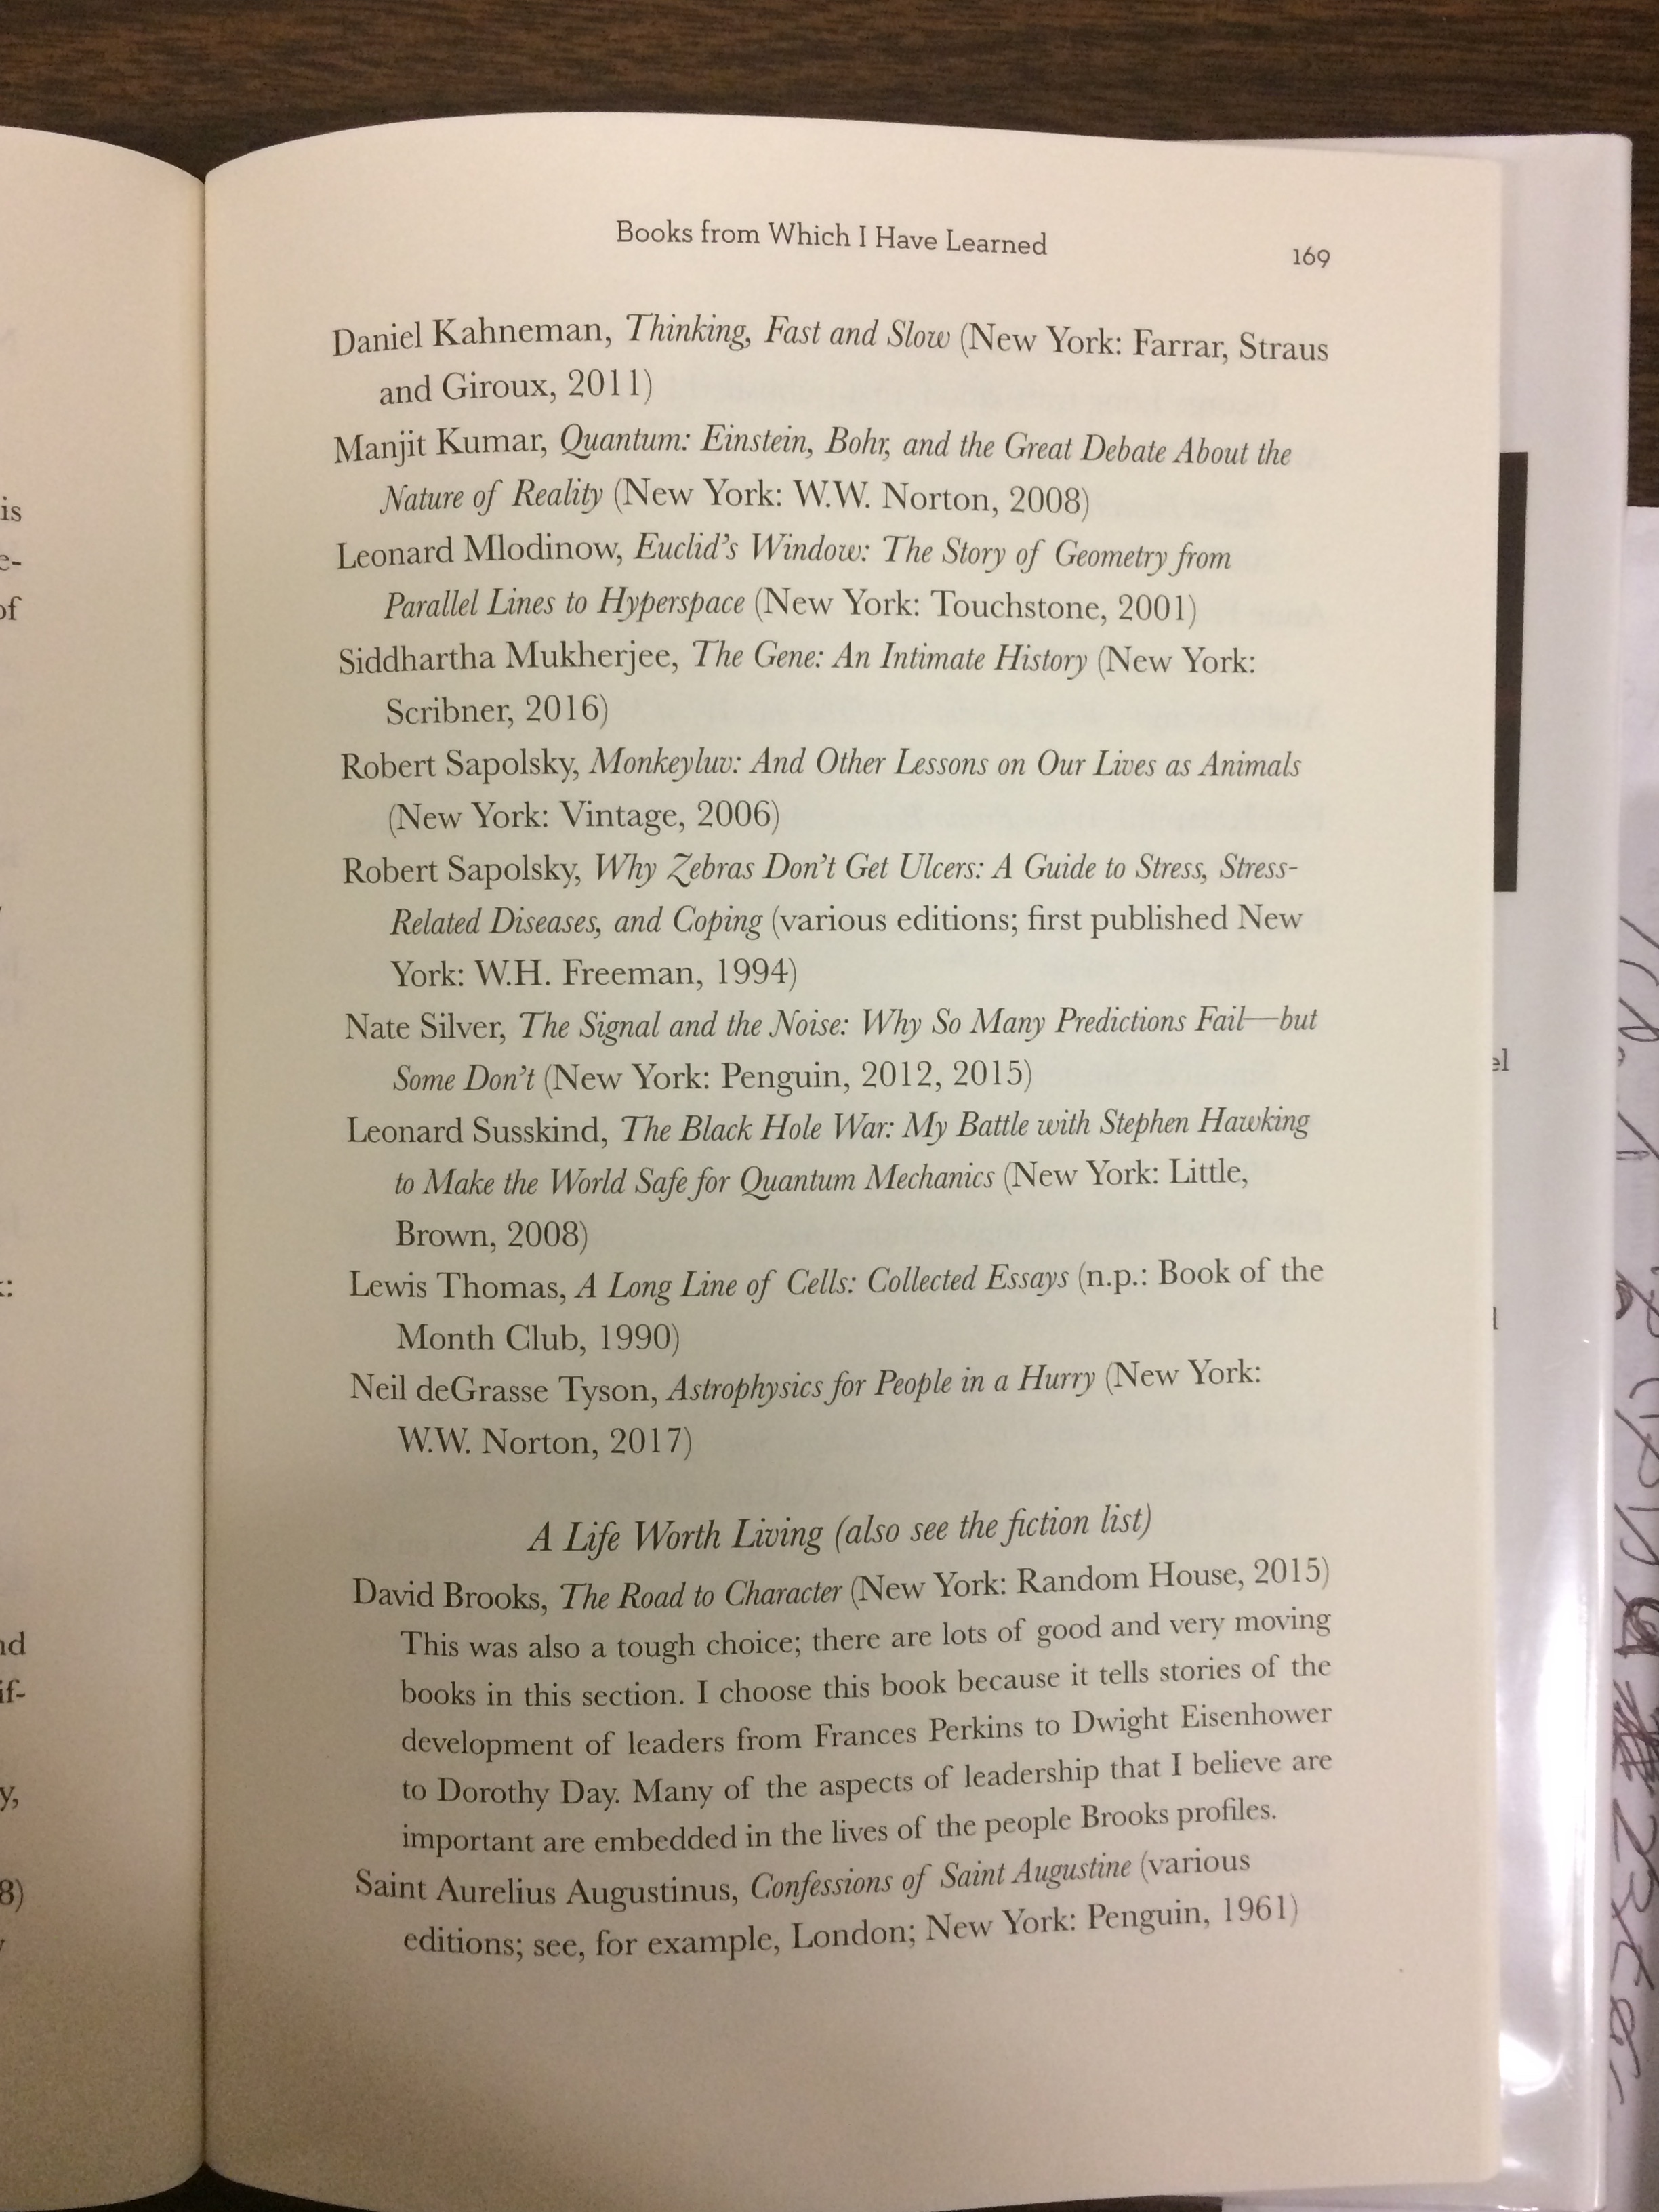 Books from Which I Have Learned
169
Daniel Kahneman, Thinking, Fast and Slow (New York: Farrar, Straus
and Giroux, 2011)
Manjit Kumar, Quantum: Einstein, Bohr, and the Great Debate About the
Nature of Reality (New York: W.W. Norton, 2008)
Leonard Mlodinow, Euclid's Window: The Story of Geometry from
Parallel Lines to Hyperspace (New York: Touchstone, 2001)
Siddhartha Mukherjee, The Gene: An Intimate History (New York:
Scribner, 2016)
Robert Sapolsky, Monkeyluv: And Other Lessons on Our Lives as Animals
(New York: Vintage, 2006)
Robert Sapolsky, Why Zebras Don't Get Ulcers: A Guide to Stress, Stress-
Related Diseases, and Coping (various editions; first published New
York: W.H. Freeman, 1994)
Nate Silver, The Signal and the Noise: Why So Many Predictions Fail—but
Some Don't (New York: Penguin, 2012, 2015)
Leonard Susskind, The Black Hole War: My Battle with Stephen Hawking
to Make the World Safe for Quantum Mechanics (New York: Little,
Brown, 2008)
Lewis Thomas, A Long Line of Cells: Collected Essays (n.p.: Book of the
Month Club, 1990)
Neil deGrasse Tyson, Astrophysics for People in a Hurry (New York:
W.W. Norton, 2017)
A Life Worth Living (also see the fiction list)
David Brooks, The Road to Character (New York: Random House, 2015)
This was also a tough choice; there are lots of good and very moving
books in this section. I choose this book because it tells stories of the
development of leaders from Frances Perkins to Dwight Eisenhower
to Dorothy Day. Many of the aspects of leadership that I believe are
important are embedded in the lives of the people Brooks profiles.
Saint Aurelius Augustinus, Confessions of Saint Augustine (various
editions; see, for example, London; New York: Penguin, 1961)